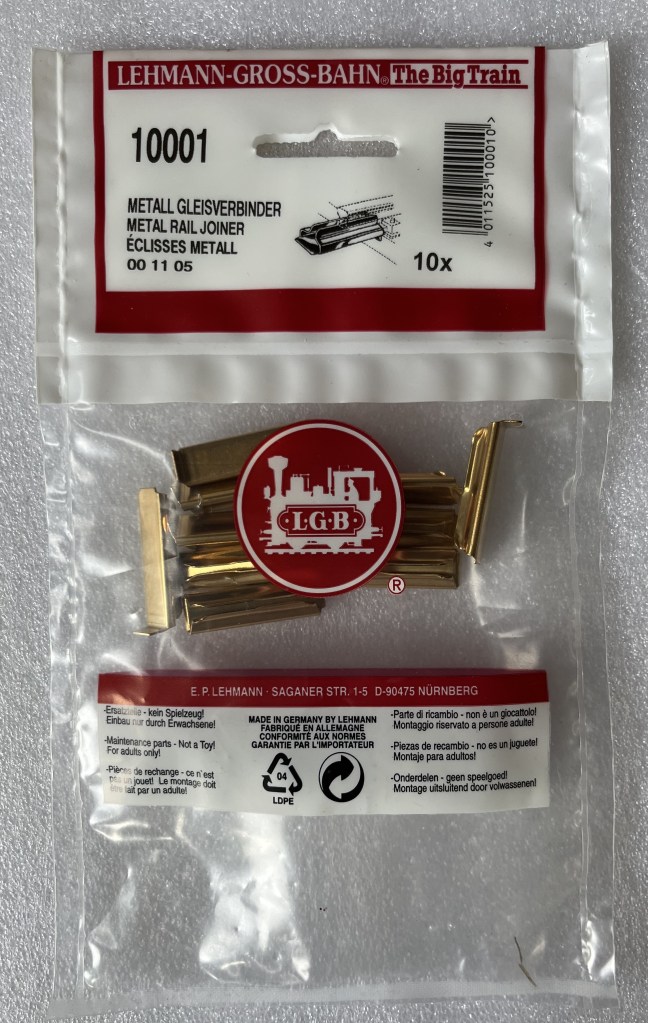 LEHMANN-GROSS-BAHN® The Big Train
10001
4 011525 100010 >
METALL GLEISVERBINDER
METAL RAIL JOINER
ÉCLISSES METALL
00 11 05
10x
L·G·B
®
E. P. LEHMANN · SAGANER STR. 1-5 D-90475 NÜRNBERG
-Ersatzteile - kein Spielzeug!
Einbau nur durch Erwachsene!
-Maintenance parts - Not a Toy!
For adults only!
-Pièces de rechange - ce n'est
pas un jouet! Le montage doit
être fait par un adulte!
MADE IN GERMANY BY LEHMANN
FABRIQUÉ EN ALLEMAGNE
CONFORMITÉ AUX NORMES
GARANTIE PAR L'IMPORTATEUR
04
LDPE
-Parte di ricambio - non è un giocattolo!
Montaggio riservato a persone adulte!
-Piezas de recambio - no es un juguete!
Montaje para adultos!
-Onderdelen - geen speelgoed!
Montage uitsluitend door volwassenen!